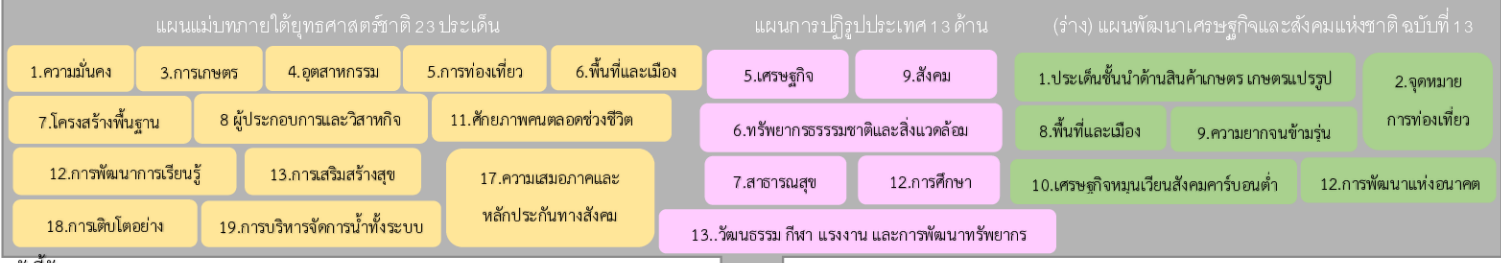 แผนแม่บทภายใต้ยุทธศาสตร์ชาติ 23 ประเด็น
1.ความมั่นคง
3.การเกษตร
4.อุตสาหกรรม
5.การท่องเที่ยว
6.พื้นที่และเมือง
7.โครงสร้างพื้นฐาน
8 ผู้ประกอบการและวิสาหกิจ
11.ศักยภาพคนตลอดช่วงชีวิต
12.การพัฒนาการเรียนรู้
13.การเสริมสร้างสุข
17.ความเสมอภาคและ
หลักประกันทางสังคม
18.การเติบโตอย่าง
19.การบริหารจัดการน้ำทั้งระบบ
แผนการปฏิรูปประเทศ 13 ด้าน
5.เศรษฐกิจ
9.สังคม
6.ทรัพยากรธรรรมชาติและสิ่งแวดล้อม
7.สาธารณสุข
12.การศึกษา
13..วัฒนธรรม กีฬา แรงงาน และการพัฒนาทรัพยากร
(ร่าง) แผนพัฒนาเศรษฐกิจและสังคมแห่งชาติ ฉบับที่ 13
1.ประเด็นชั้นนำด้านสินค้าเกษตร เกษตรแปรรูป
2.จุดหมาย
การท่องเที่ยว
8.พื้นที่และเมือง
9.ความยากจนข้ามรุ่น
10.เศรษฐกิจหมุนเวียนสังคมคาร์บอนต่ำ
12.การพัฒนาแห่งอนาคต